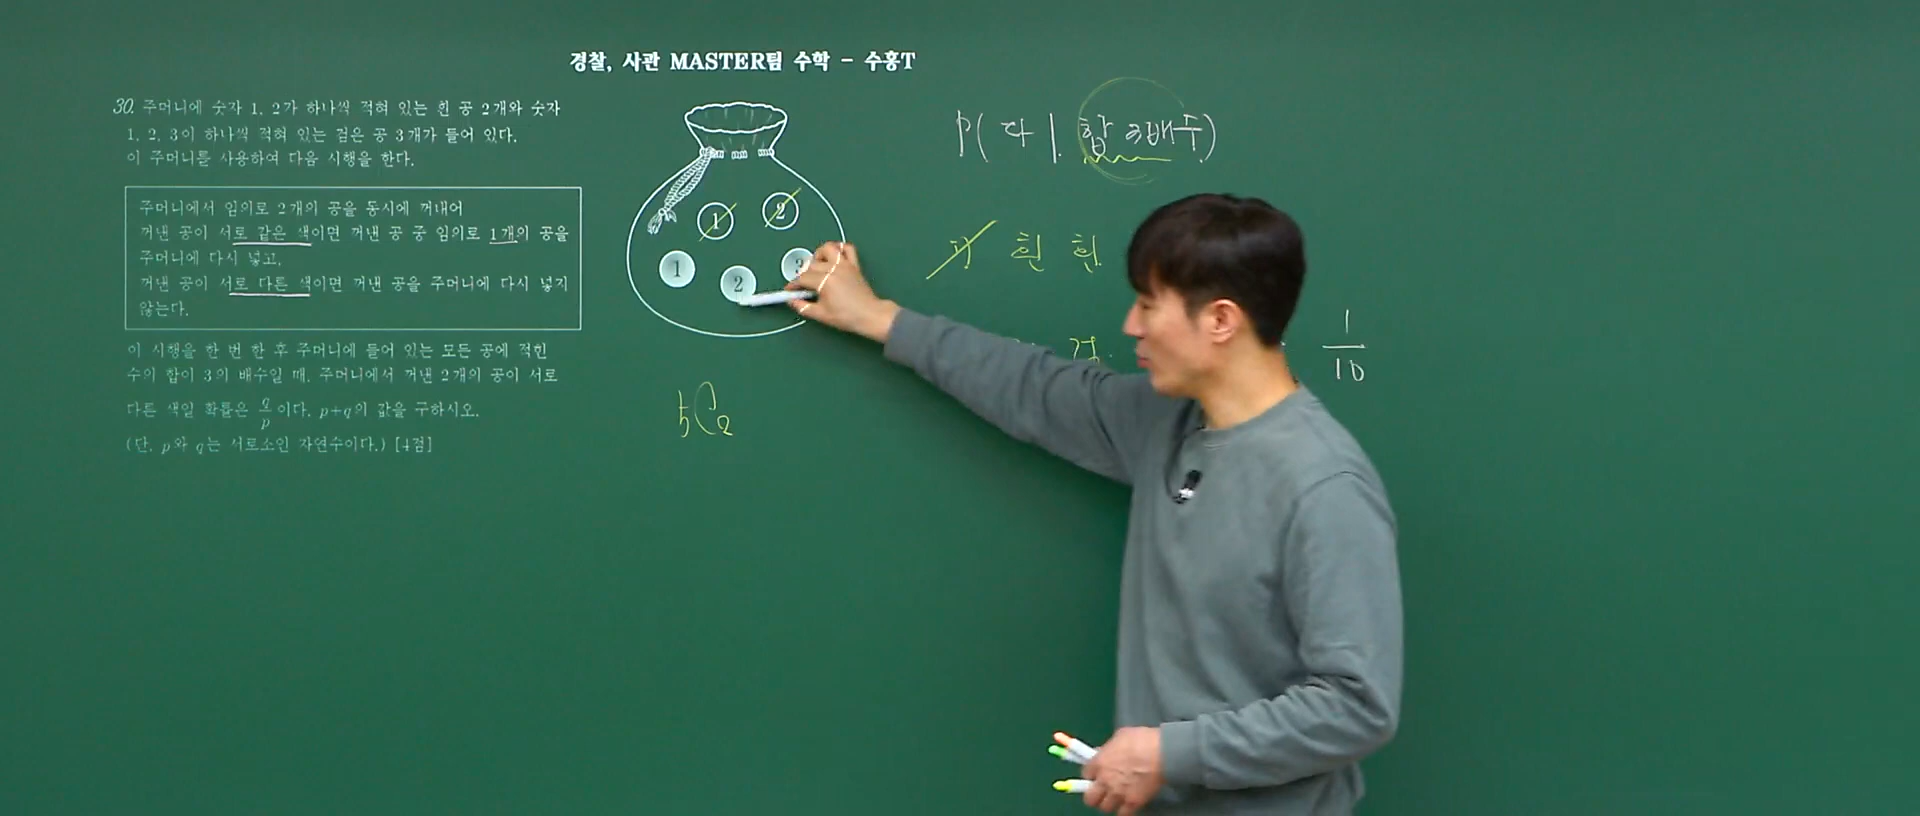 경찰, 사관 MASTER팀 수학 - 수홍T
30. 주머니에 숫자 1, 2가 하나씩 적혀 있는 흰 공 2개와 숫자
1, 2, 3이 하나씩 적혀 있는 검은 공 3개가 들어 있다.
이 주머니를 사용하여 다음 시행을 한다.
주머니에서 임의로 2개의 공을 동시에 꺼내어
꺼낸 공이 서로 같은 색이면 꺼낸 공 중 임의로 1개의 공을
주머니에 다시 넣고,
꺼낸 공이 서로 다른 색이면 꺼낸 공을 주머니에 다시 넣지
않는다.
이 시행을 한 번 한 후 주머니에 들어 있는 모든 공에 적힌
수의 합이 3의 배수일 때, 주머니에서 꺼낸 2개의 공이 서로
다른 색일 확률은 q/p이다. p+q의 값을 구하시오.
(단, p와 q는 서로소인 자연수이다.) [4점]
1 2
1 2 3
5C2
P( 다 | 합 3배수)
흰 흰
1/10